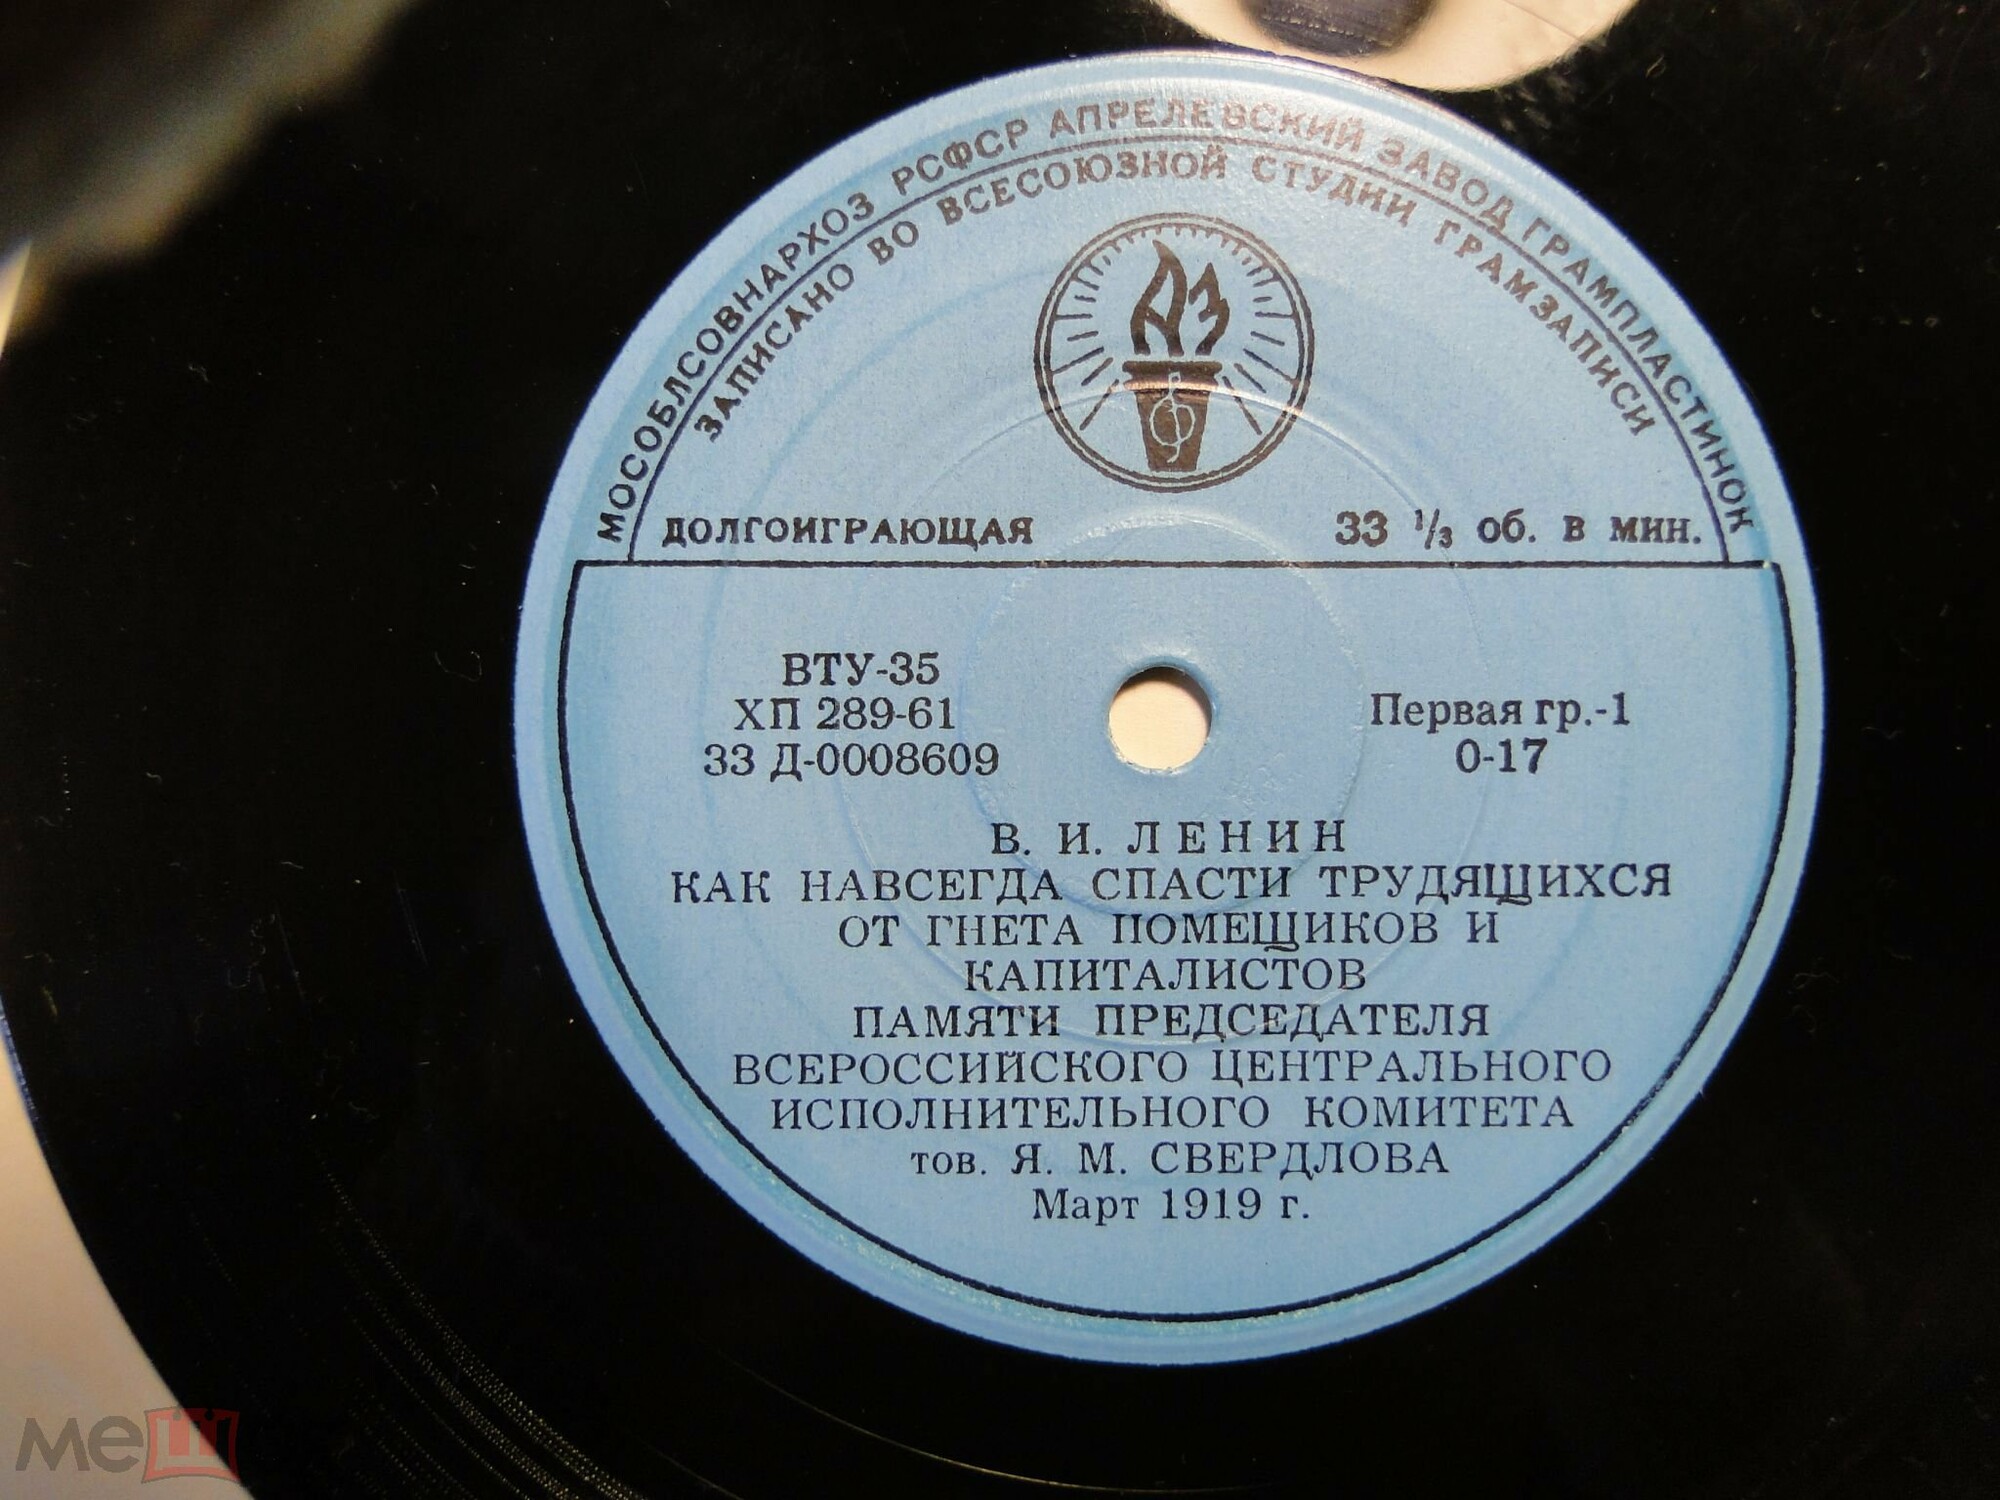 МОСОБЛСОВНАРХОЗ РСФСР АПРЕЛЕВСКИЙ ЗАВОД ГРАМПЛАСТИНОК
ЗАПИСАНО ВО ВСЕСОЮЗНОЙ СТУДИИ ГРАМЗАПИСИ
АЗ
ДОЛГОИГРАЮЩАЯ 33 1/3 об. в мин.
ВТУ-35
ХП 289-61
33 Д-0008609
Первая гр.-1
0-17
В. И. ЛЕНИН
КАК НАВСЕГДА СПАСТИ ТРУДЯЩИХСЯ
ОТ ГНЕТА ПОМЕЩИКОВ И
КАПИТАЛИСТОВ
ПАМЯТИ ПРЕДСЕДАТЕЛЯ
ВСЕРОССИЙСКОГО ЦЕНТРАЛЬНОГО
ИСПОЛНИТЕЛЬНОГО КОМИТЕТА
тов. Я. М. СВЕРДЛОВА
Март 1919 г.
меш